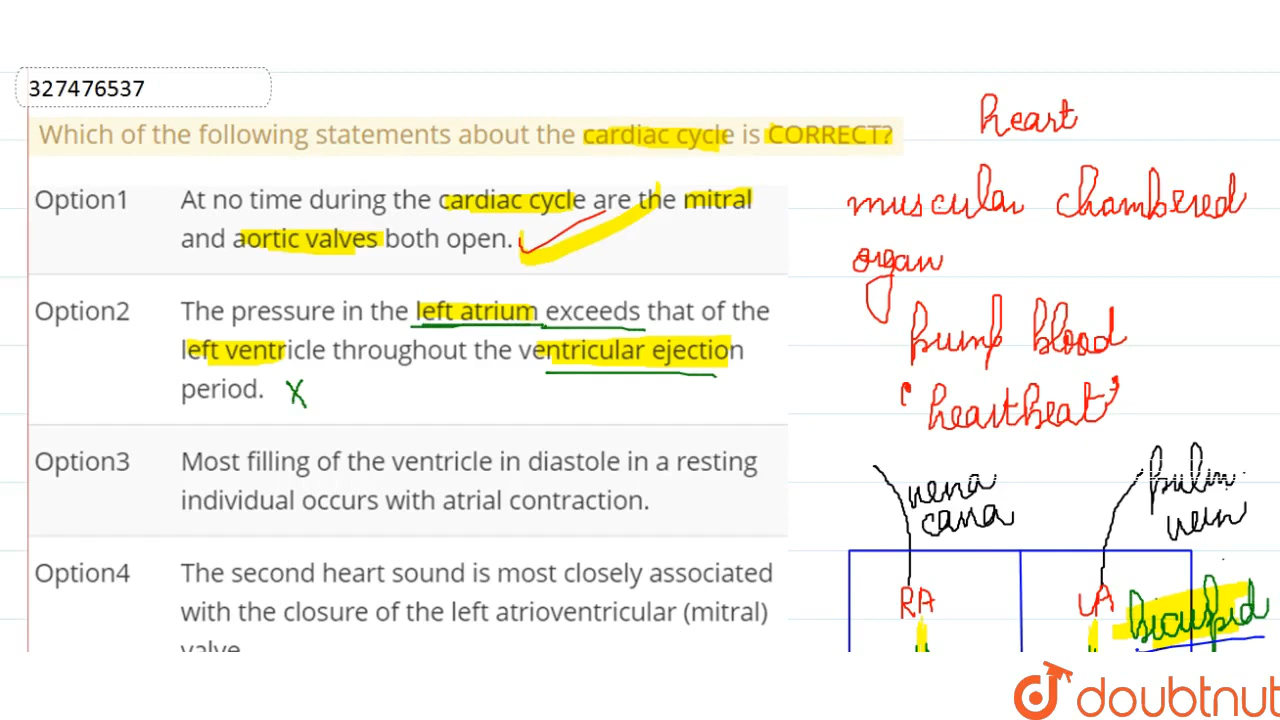 327476537
Which of the following statements about the cardiac cycle is CORRECT?
Option1 At no time during the cardiac cycle are the mitral
and aortic valves both open.
Option2 The pressure in the left atrium exceeds that of the
left ventricle throughout the ventricular ejection
period. X
Option3 Most filling of the ventricle in diastole in a resting
individual occurs with atrial contraction.
Option4 The second heart sound is most closely associated
with the closure of the left atrioventricular (mitral)
valve
heart
muscular chambered
organ
pump blood
'heartbeat'
vena
cava
pulm
vein
RA
LA
Bicuspid
doubtnut